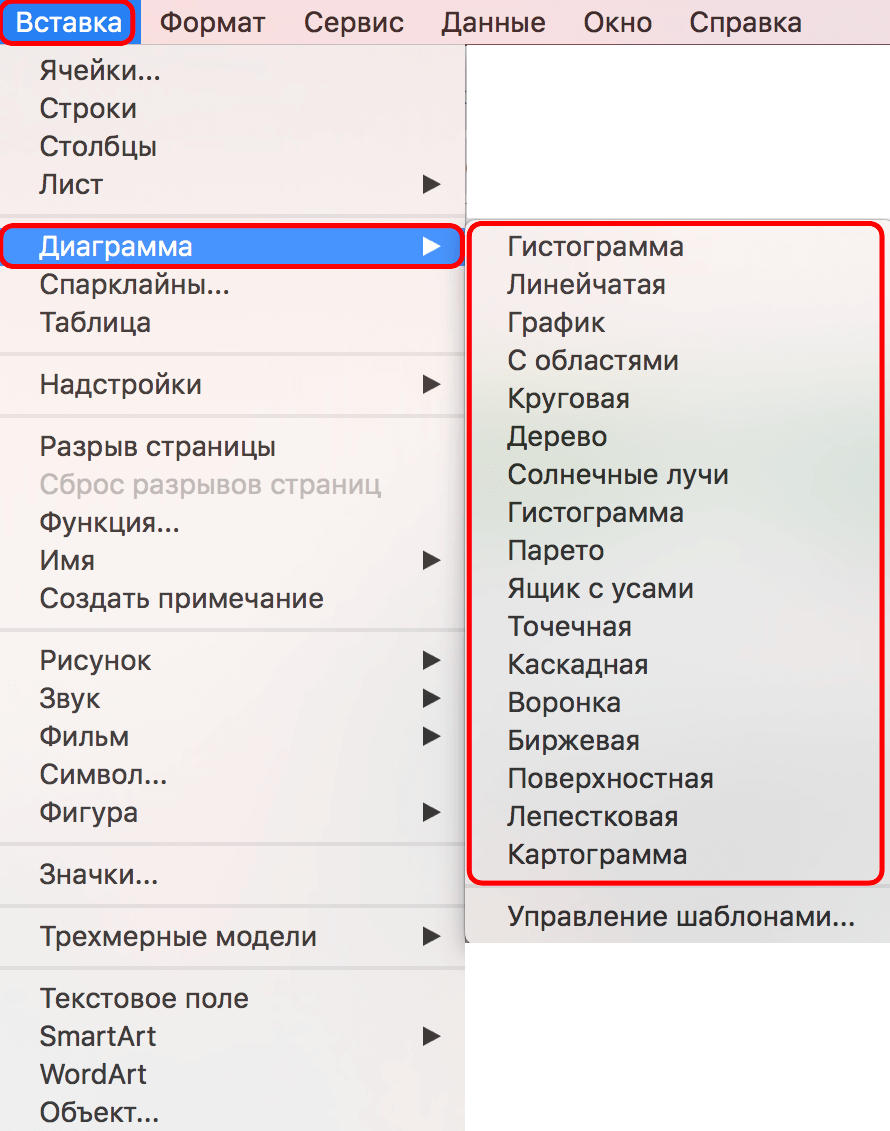 Вставка Формат Сервис Данные Окно Справка
Ячейки...
Строки
Столбцы
Лист
Диаграмма
Спарклайны...
Таблица
Надстройки
Разрыв страницы
Сброс разрывов страниц
Функция...
Имя
Создать примечание
Рисунок
Звук
Фильм
Символ...
Фигура
Значки...
Трехмерные модели
Текстовое поле
SmartArt
WordArt
Объект...
Гистограмма
Линейчатая
График
С областями
Круговая
Дерево
Солнечные лучи
Гистограмма
Парето
Ящик с усами
Точечная
Каскадная
Воронка
Биржевая
Поверхностная
Лепестковая
Картограмма
Управление шаблонами...